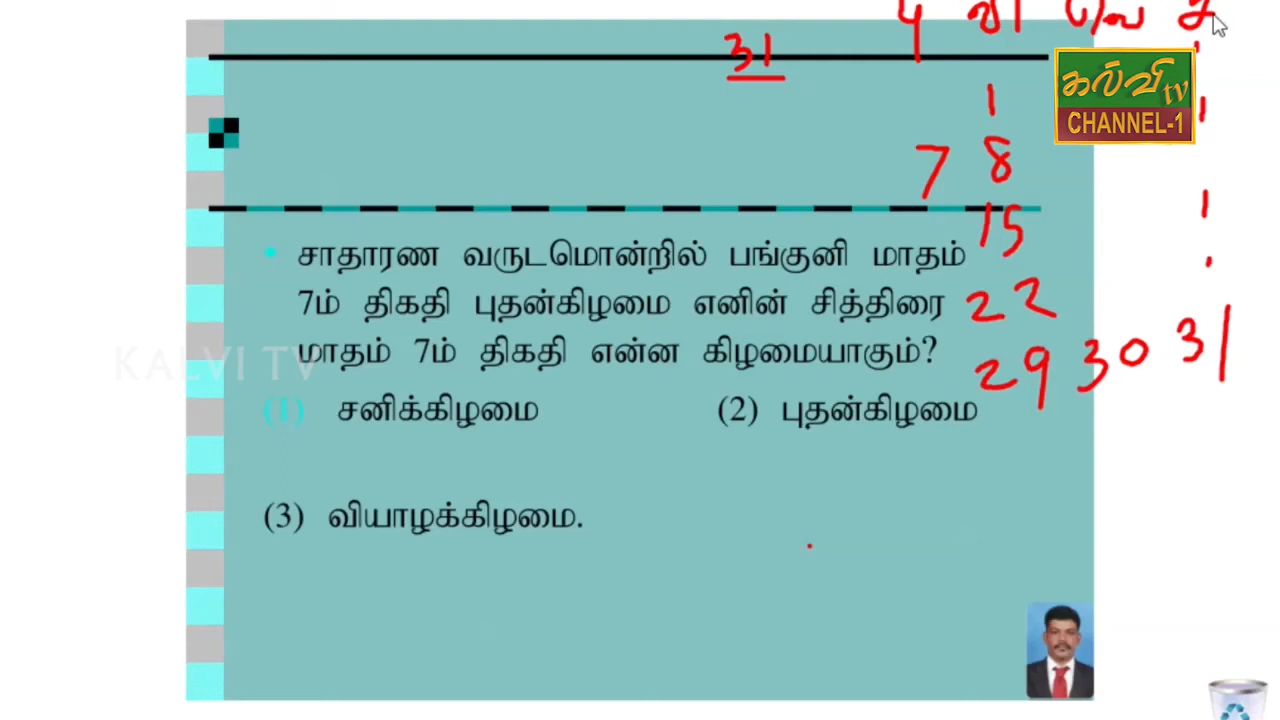 பு வி வெ ச
31
கல்வி tv
CHANNEL-1
1
7 8
15
சாதாரண வருடமொன்றில் பங்குனி மாதம்
7ம் திகதி புதன்கிழமை எனின் சித்திரை
22
மாதம் 7ம் திகதி என்ன கிழமையாகும்?
29 30 31
KALVI TV
(1) சனிக்கிழமை (2) புதன்கிழமை
(3) வியாழக்கிழமை.